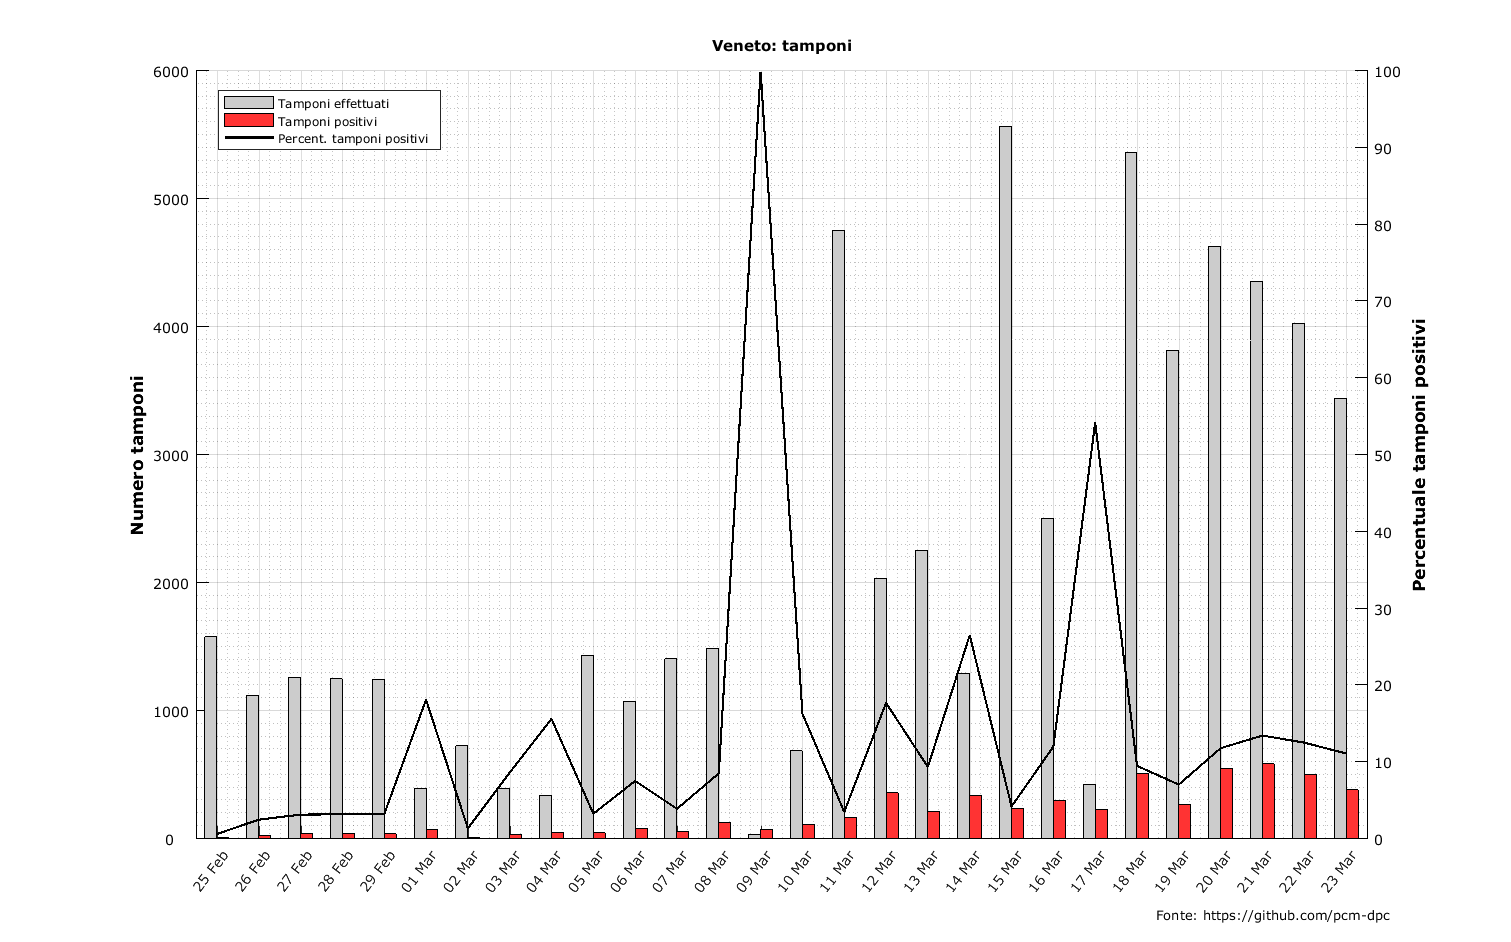 Veneto: tamponi
Tamponi effettuati
Tamponi positivi
Percent. tamponi positivi
Numero tamponi
6000
5000
4000
3000
2000
1000
0
Percentuale tamponi positivi
100
90
80
70
60
50
40
30
20
10
0
25 Feb
26 Feb
27 Feb
28 Feb
29 Feb
01 Mar
02 Mar
03 Mar
04 Mar
05 Mar
06 Mar
07 Mar
08 Mar
09 Mar
10 Mar
11 Mar
12 Mar
13 Mar
14 Mar
15 Mar
16 Mar
17 Mar
18 Mar
19 Mar
20 Mar
21 Mar
22 Mar
23 Mar
Fonte: https://github.com/pcm-dpc